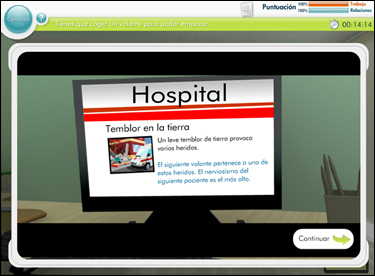 Puntuación
100%
Trabajo
100%
Relaciones
?
Tienes que coger un volante para poder empezar.
00:14:14
Hospital
Temblor en la tierra
Un leve temblor de tierra provoca
varios heridos.
El siguiente volante pertenece a uno de
estos heridos. El nerviosismo del
siguiente paciente es el más alto.
Continuar